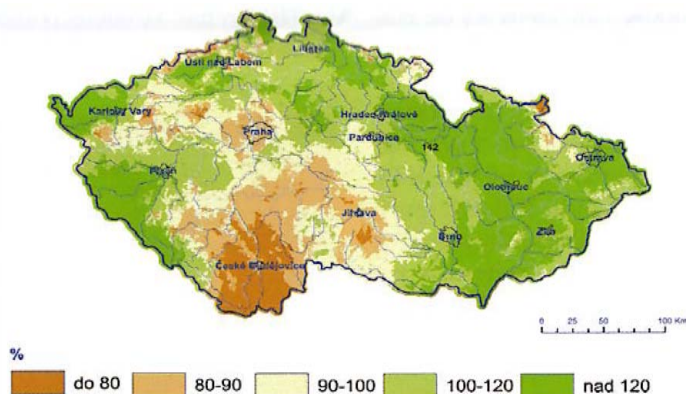 Liberec
Ústí nad Labem
Karlovy Vary
Hradec Králové
Praha
Pardubice
142
Ostrava
Plzeň
Olomouc
Jihlava
Brno
Zlín
České Budějovice
0 25 50 100 Km
%
do 80 80-90 90-100 100-120 nad 120